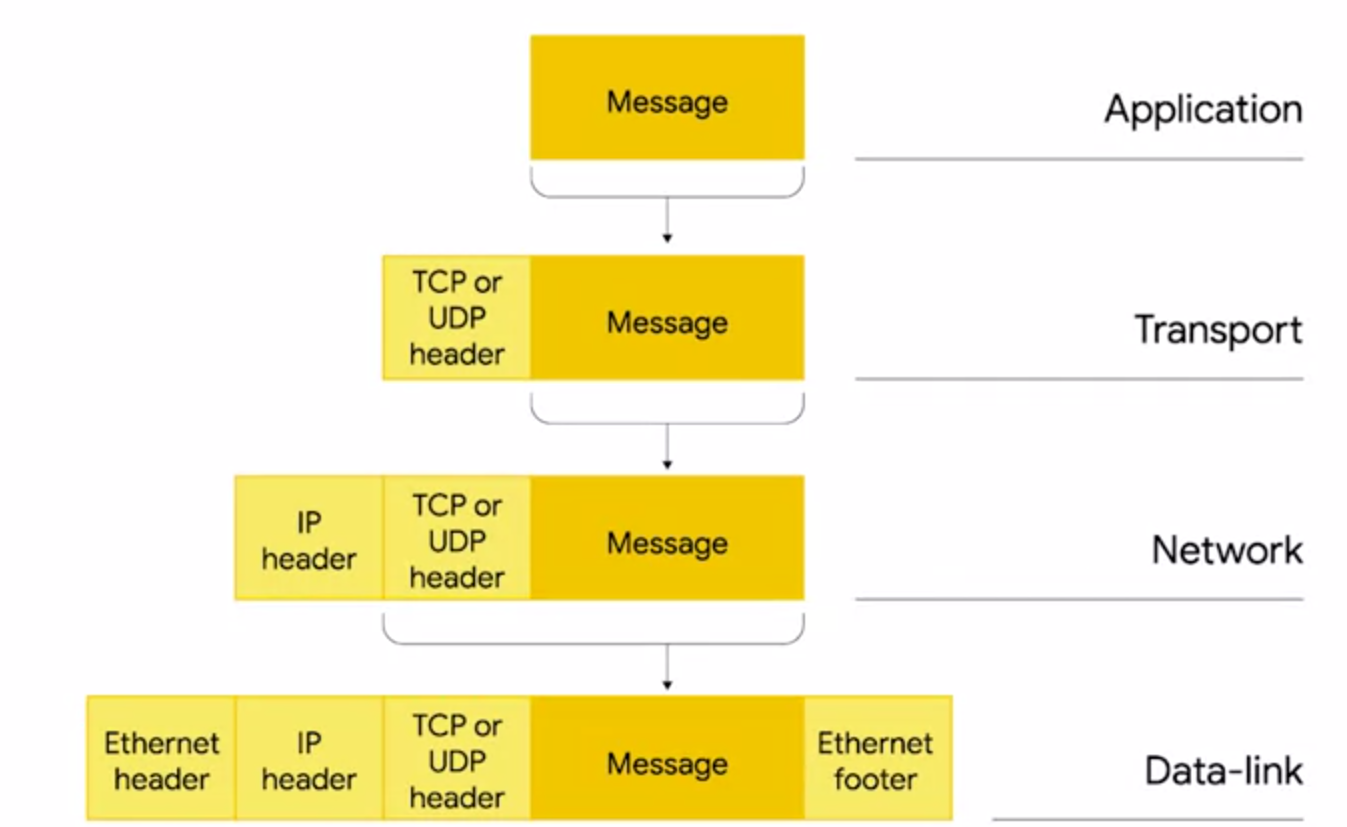 Message
Application
TCP or
UDP
header
Message
Transport
IP
header
TCP or
UDP
header
Message
Network
Ethernet
header
IP
header
TCP or
UDP
header
Message
Ethernet
footer
Data-link